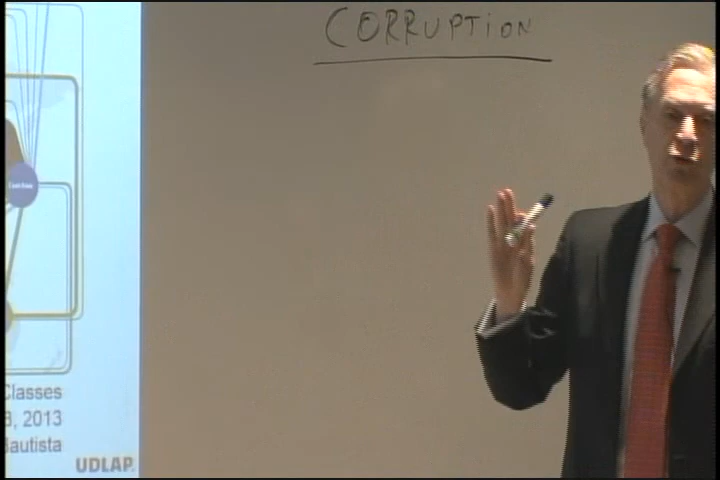 CORRUPTION
Classes
3, 2013
Bautista
UDLAP